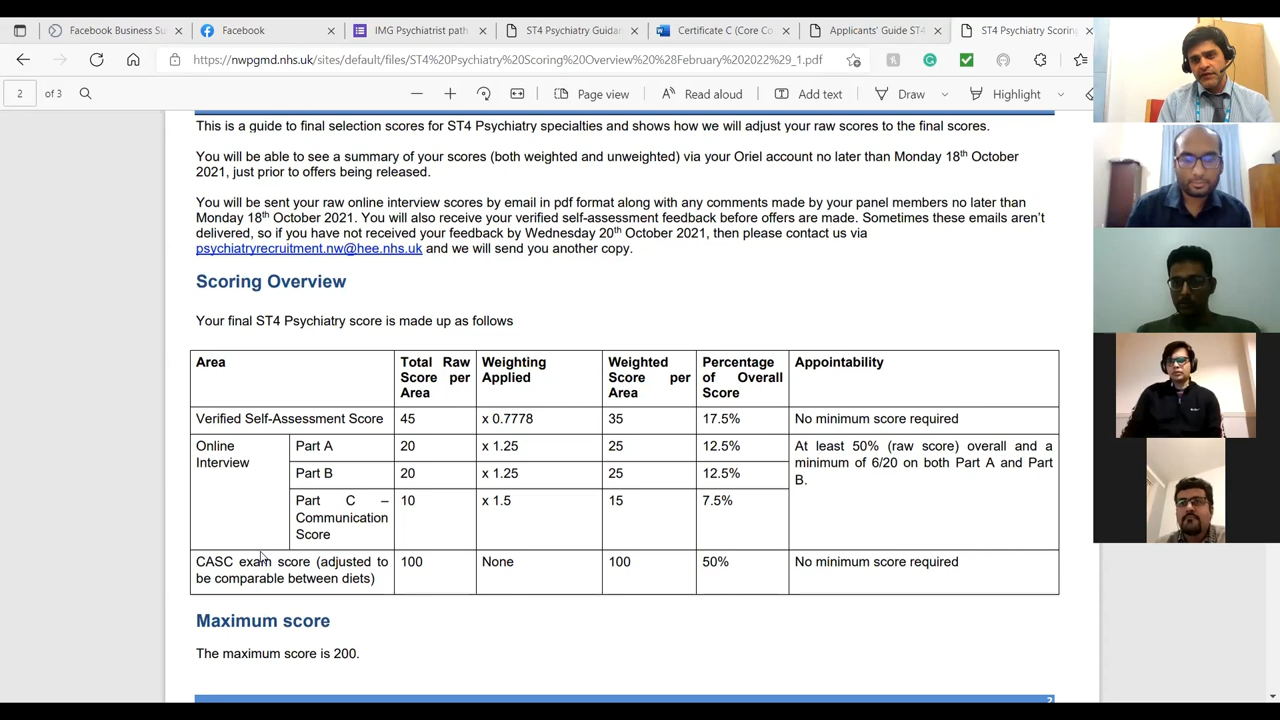 Facebook Business Su
Facebook
IMG Psychiatrist path
ST4 Psychiatry Guidan
Certificate C (Core CB
Applicants' Guide ST4
ST4 Psychiatry Scoring
https://nwpgmd.nhs.uk/sites/default/files/ST4%20Psychiatry%20Scoring%20Overview%20%28February%202022%29_1.pdf
2 of 3
Page view
Read aloud
Add text
Draw
Highlight
This is a guide to final selection scores for ST4 Psychiatry specialties and shows how we will adjust your raw scores to the final scores.
You will be able to see a summary of your scores (both weighted and unweighted) via your Oriel account no later than Monday 18th October
2021, just prior to offers being released.
You will be sent your raw online interview scores by email in pdf format along with any comments made by your panel members no later than
Monday 18th October 2021. You will also receive your verified self-assessment feedback before offers are made. Sometimes these emails aren't
delivered, so if you have not received your feedback by Wednesday 20th October 2021, then please contact us via
psychiatryrecruitment.nw@hee.nhs.uk and we will send you another copy.
Scoring Overview
Your final ST4 Psychiatry score is made up as follows
Area
Total Raw
Score per
Area
Weighting
Applied
Weighted
Score per
Area
Percentage
of Overall
Score
Appointability
Verified Self-Assessment Score
45
x 0.7778
35
17.5%
No minimum score required
Online
Interview
Part A
20
x 1.25
25
12.5%
At least 50% (raw score) overall and a
minimum of 6/20 on both Part A and Part
B.
Part B
20
x 1.25
25
12.5%
Part C –
Communication
Score
10
x 1.5
15
7.5%
CASC exam score (adjusted to
be comparable between diets)
100
None
100
50%
No minimum score required
Maximum score
The maximum score is 200.
2